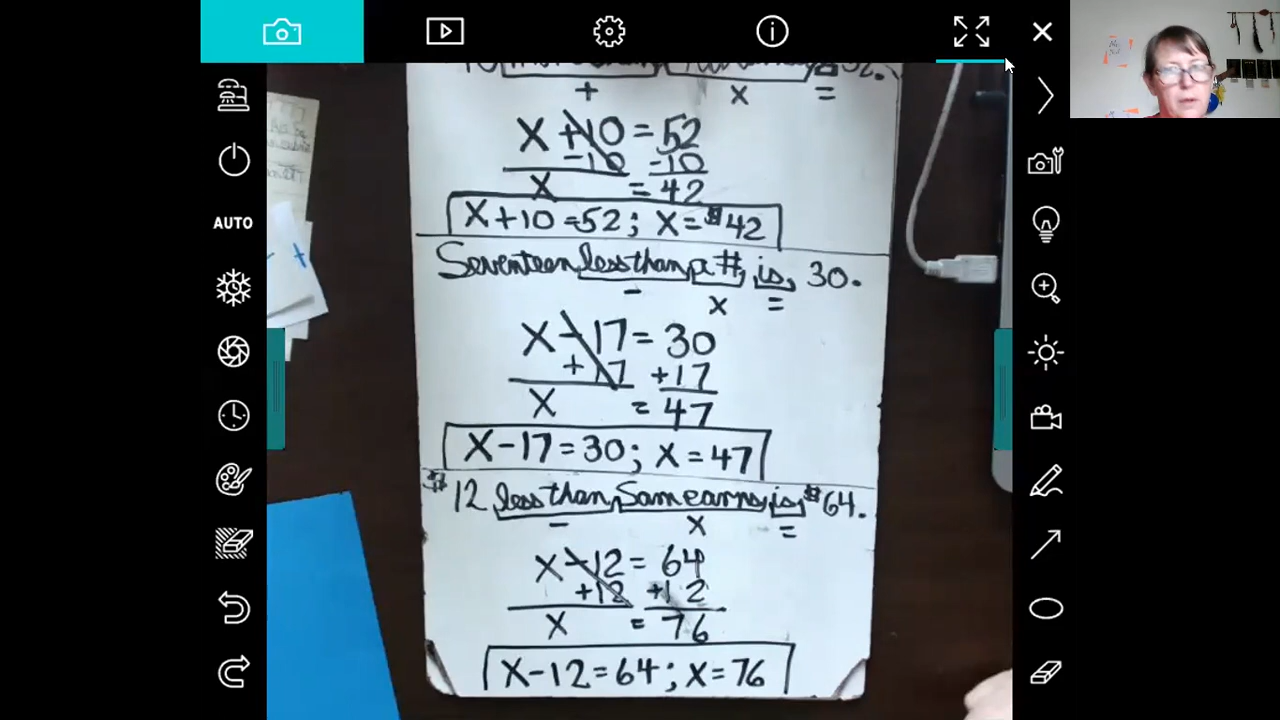 + x =
x +10 = 52
-10 -10
x = 42
x+10=52; x=$42
Seventeen less than a #, is, 30.
- x =
x - 17 = 30
+17 +17
x = 47
x-17=30; x=47
$12 less than Sam earns, is, $64.
- x =
x -12 = 64
+12 +12
x = 76
x-12=64; x=76
AUTO